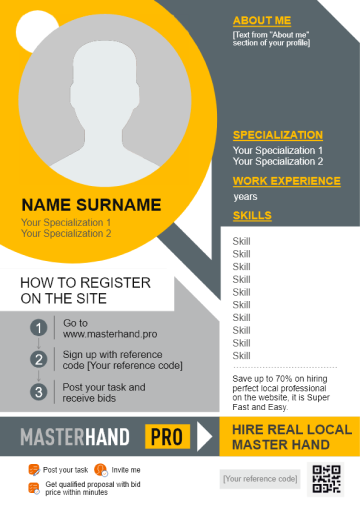 ABOUT ME
[Text from "About me"
section of your profile]
SPECIALIZATION
Your Specialization 1
Your Specialization 2
WORK EXPERIENCE
years
SKILLS
Skill
Skill
Skill
Skill
Skill
Skill
Skill
Skill
Skill
Skill
Save up to 70% on hiring
perfect local professional
on the website, it is Super
Fast and Easy.
NAME SURNAME
Your Specialization 1
Your Specialization 2
HOW TO REGISTER
ON THE SITE
1 Go to
www.masterhand.pro
2 Sign up with reference
code [Your reference code]
3 Post your task and
receive bids
MASTERHAND PRO
HIRE REAL LOCAL
MASTER HAND
Post your task Invite me
Get qualified proposal with bid
price within minutes
[Your reference code]